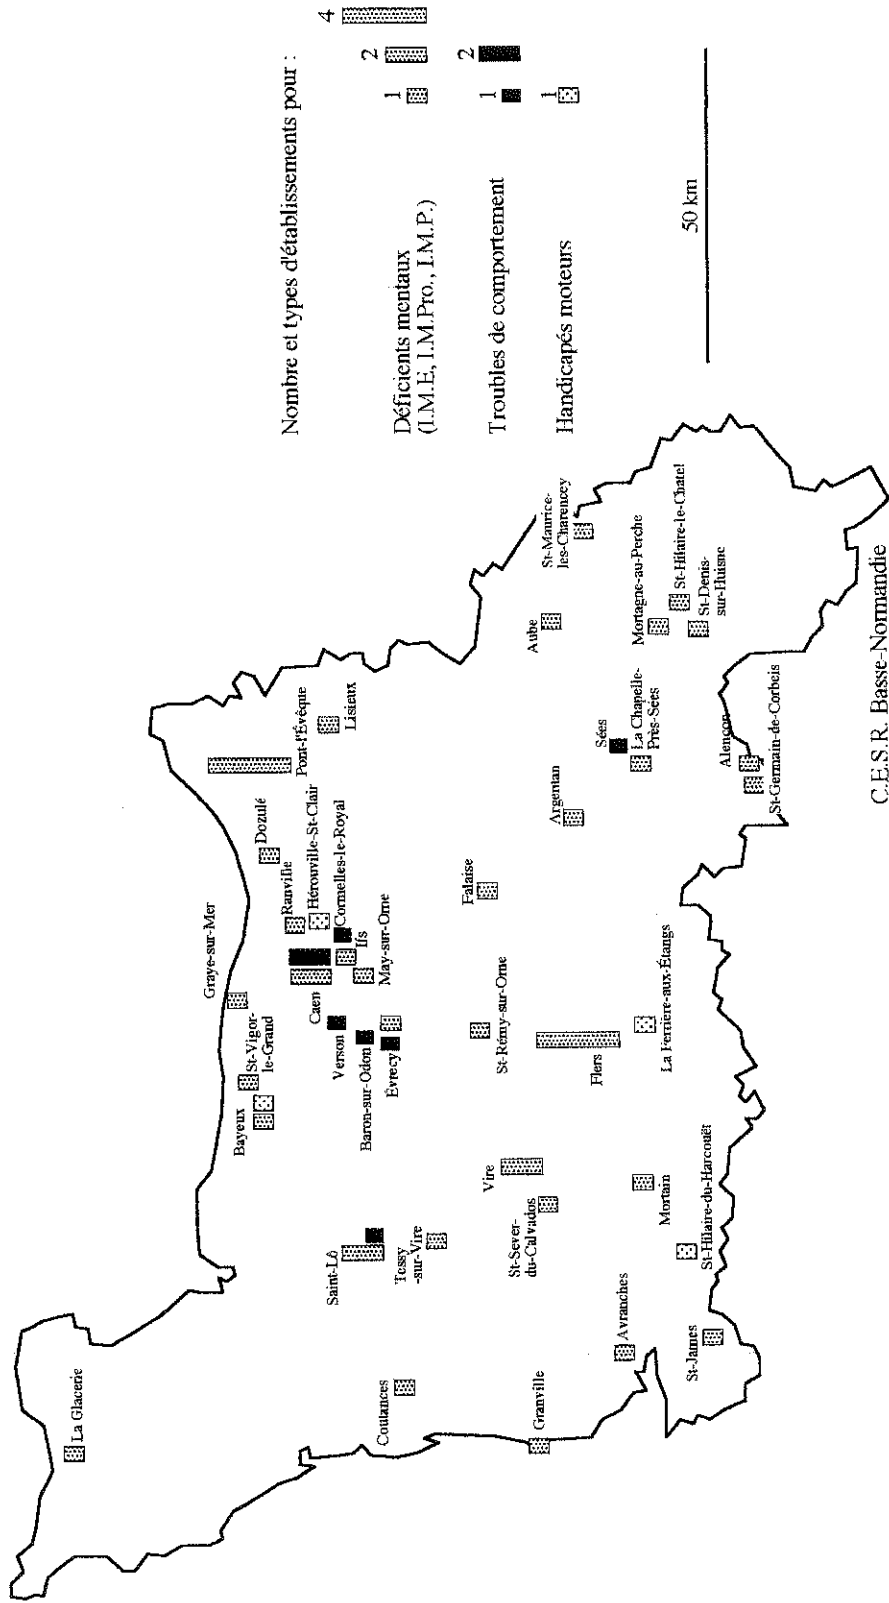 Nombre et types d'établissements pour :
Déficients mentaux
(I.M.E, I.M.Pro., I.M.P.)
1
2
4
Troubles de comportement
1
2
Handicapés moteurs
1
50 km
La Glacerie
Graye-sur-Mer
St-Vigor-
le-Grand
Bayeux
Dozulé
Pont-l'Évêque
Ranville
Hérouville-St-Clair
Cormelles-le-Royal
Lisieux
Caen
Ifs
May-sur-Orne
Verson
Baron-sur-Odon
Évrecy
Saint-Lô
Tessy
-sur-Vire
Coutances
Vire
St-Sever-
du-Calvados
St-Rémy-sur-Orne
Falaise
Granville
Flers
Argentan
Aube
St-Maurice-
les-Charencey
Avranches
Mortain
La Ferrière-aux-Étangs
Sées
La Chapelle-
Près-Sées
Mortagne-au-Perche
St-Hilaire-le-Chatel
St-Denis-
sur-Huisne
St-Hilaire-du-Harcouët
St-James
Alençon
St-Germain-de-Corbeis
C.E.S.R. Basse-Normandie